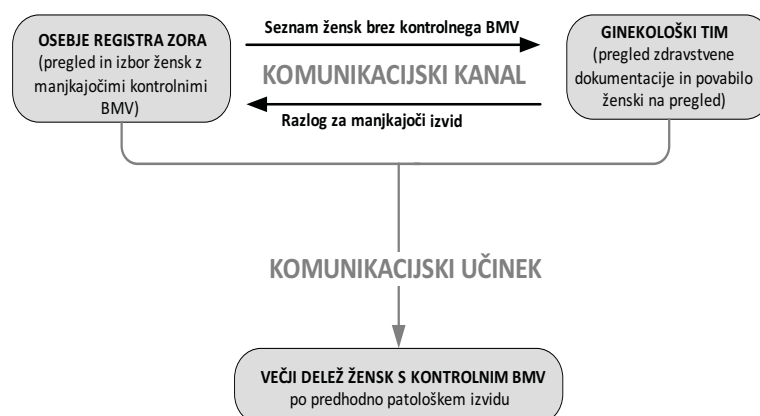 OSEBJE REGISTRA ZORA
(pregled in izbor žensk z
manjkajočimi kontrolnimi
BMV)
Seznam žensk brez kontrolnega BMV
KOMUNIKACIJSKI KANAL
Razlog za manjkajoči izvid
GINEKOLOŠKI TIM
(pregled zdravstvene
dokumentacije in povabilo
ženski na pregled)
KOMUNIKACIJSKI UČINEK
VEČJI DELEŽ ŽENSK S KONTROLNIM BMV
po predhodno patološkem izvidu